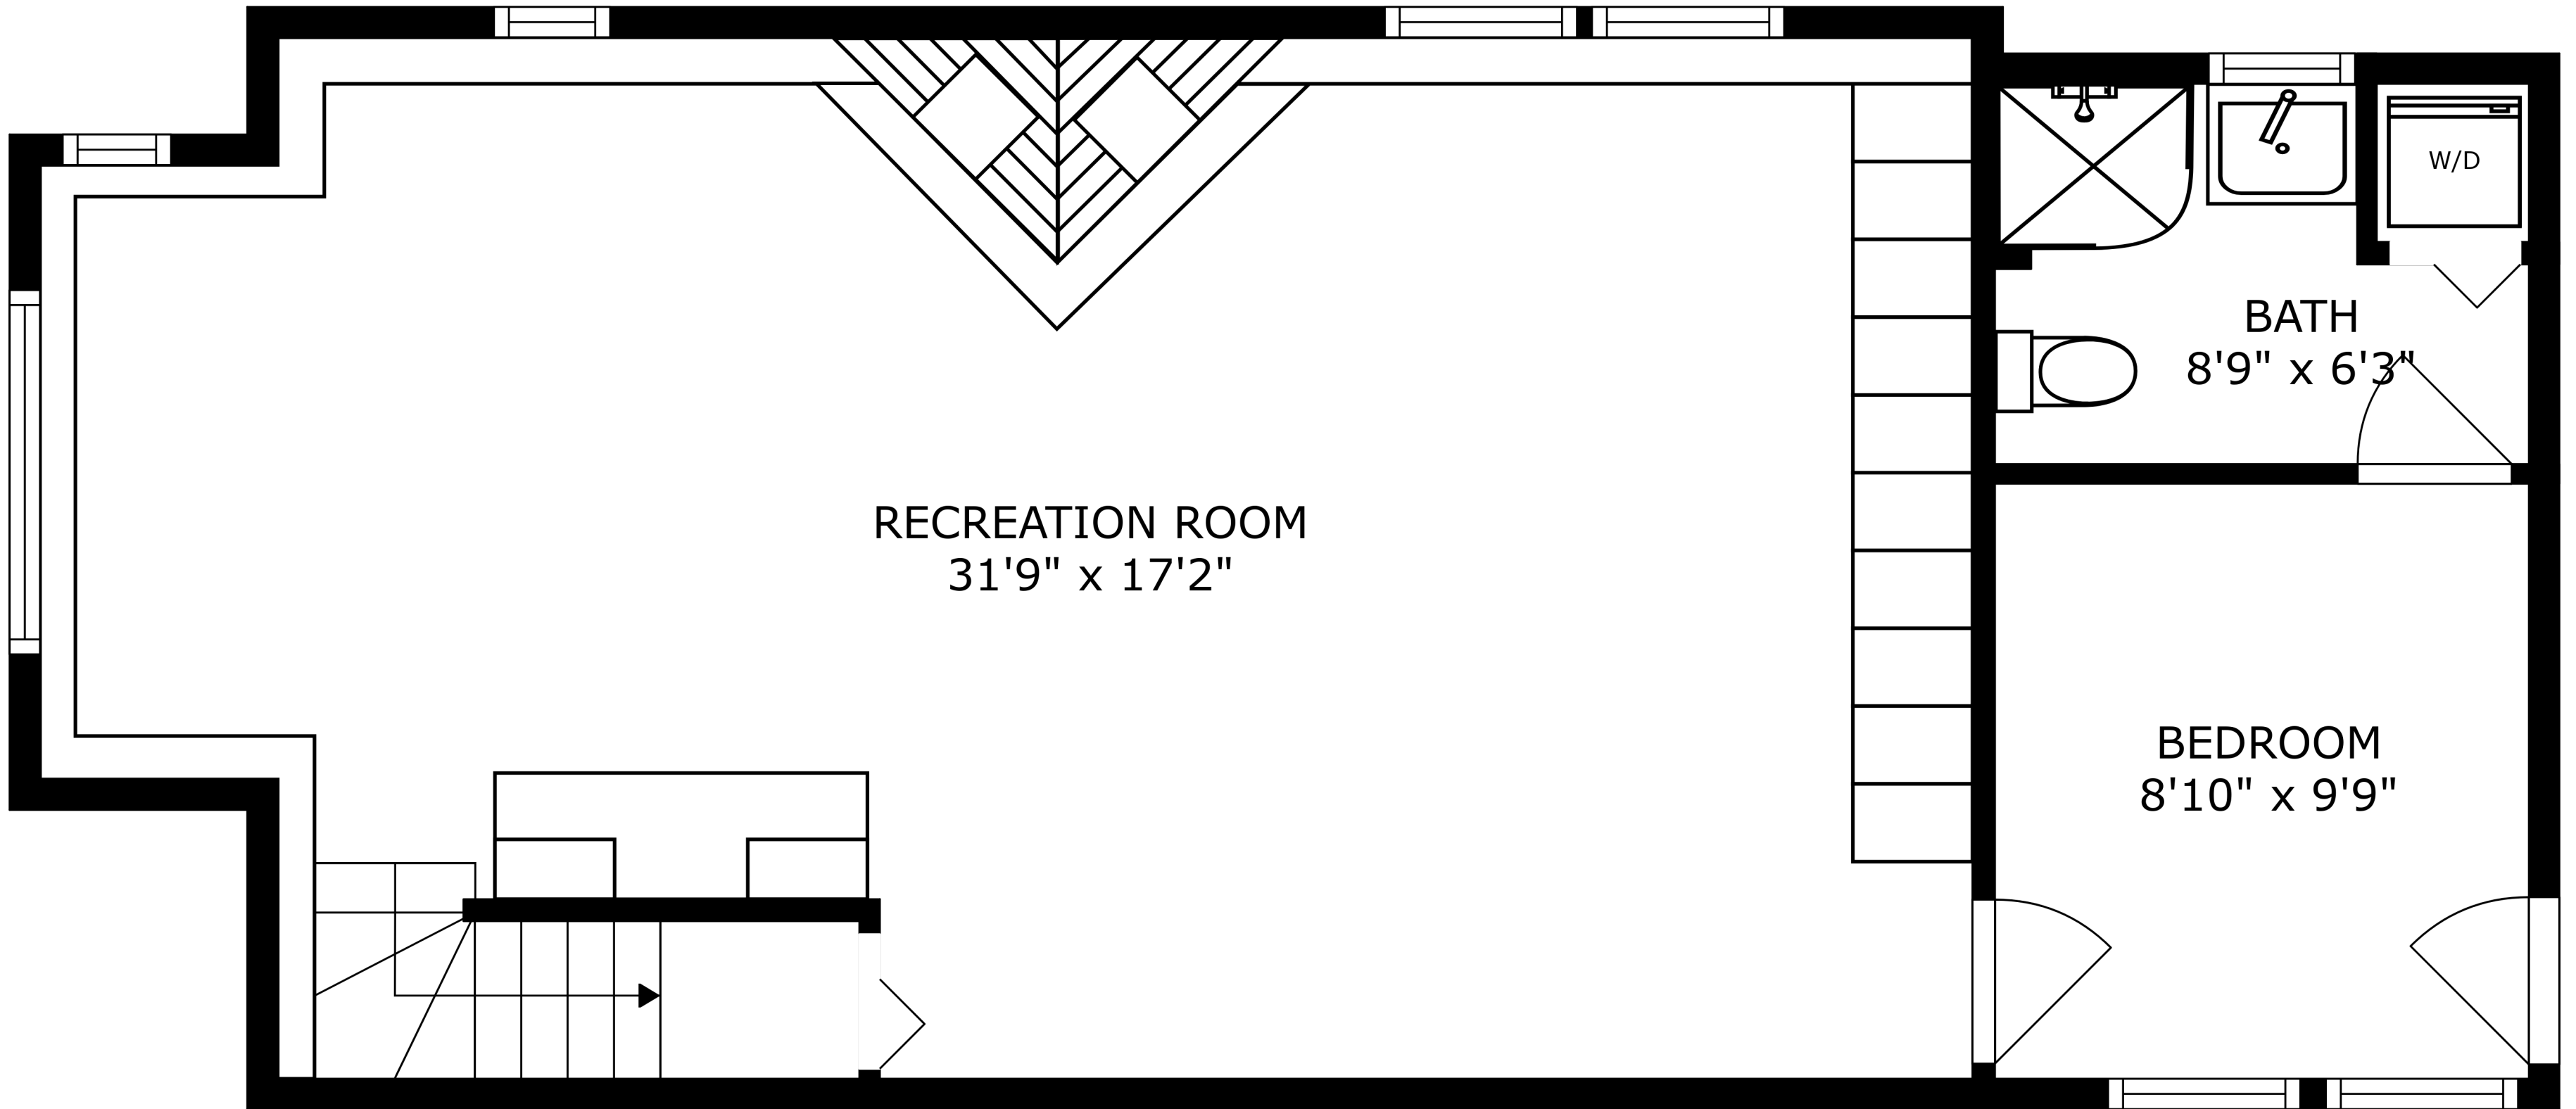 W/D
BATH
8'9" x 6'3"
RECREATION ROOM
31'9" x 17'2"
BEDROOM
8'10" x 9'9"